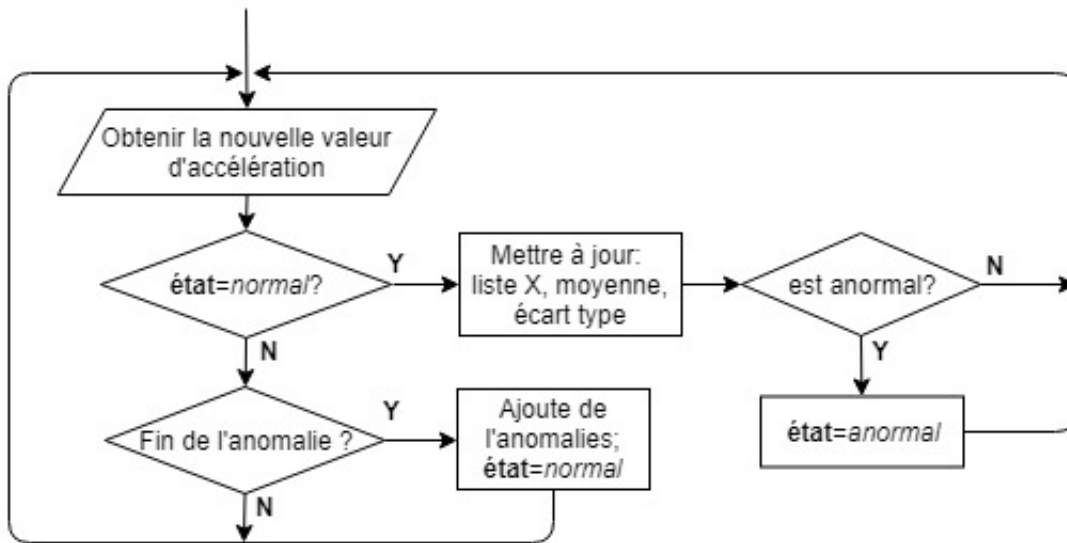 Obtenir la nouvelle valeur
d'accélération
état=normal?
Y
Mettre à jour:
liste X, moyenne,
écart type
est anormal?
N
N
Y
Fin de l'anomalie ?
Y
Ajoute de
l'anomalies;
état=normal
état=anormal
N